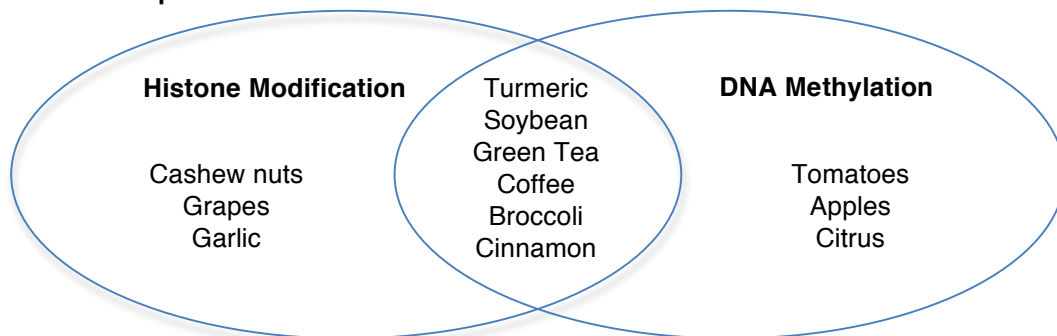 Histone Modification
Cashew nuts
Grapes
Garlic
Turmeric
Soybean
Green Tea
Coffee
Broccoli
Cinnamon
DNA Methylation
Tomatoes
Apples
Citrus